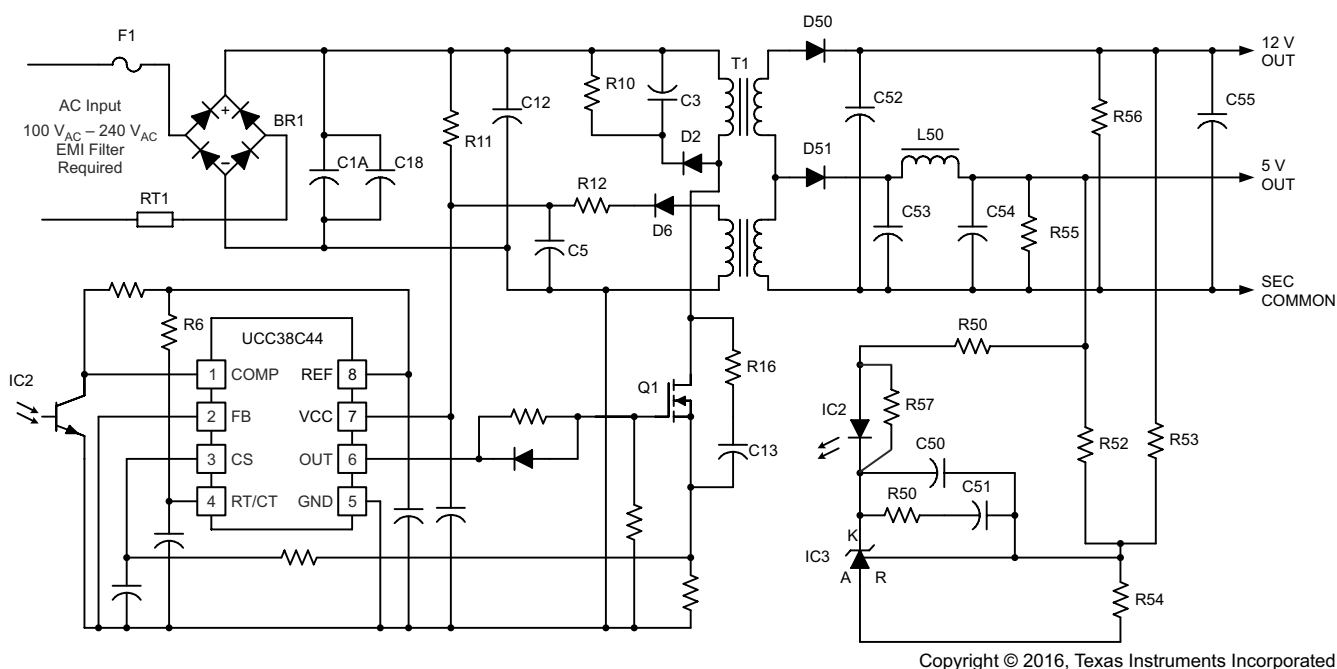 D50
F1
12 V
OUT
T1
R10
C3
C12
AC Input
100 VAC – 240 VAC
EMI Filter
Required
BR1
R11
D2
C52
R56
C55
L50
C1A
C18
D51
5 V
OUT
RT1
R12
D6
C5
C53
C54
R55
SEC
COMMON
R6
UCC38C44
IC2
1
COMP
REF
8
2
FB
VCC
7
3
CS
OUT
6
4
RT/CT
GND
5
Q1
R16
C13
R50
IC2
R57
R52
R53
C50
R50
C51
K
IC3
A
R
R54
Copyright © 2016, Texas Instruments Incorporated